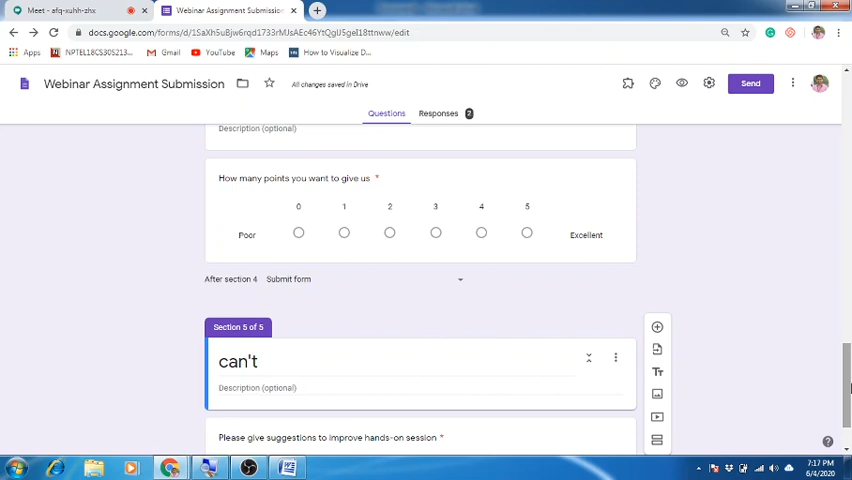 Meet - afq-xuhh-zhx
Webinar Assignment Submission
docs.google.com/forms/d/1SaXh5uBjw6rqd1733rMJsAEc46YtQgIJ5geI18ttnww/edit
Apps
NPTEL18CS30S213...
Gmail
YouTube
Maps
How to Visualize D...
Webinar Assignment Submission
All changes saved in Drive
Send
Questions
Responses 2
Description (optional)
How many points you want to give us *
0 1 2 3 4 5
Poor
Excellent
After section 4 Submit form
Section 5 of 5
can't
Description (optional)
Please give suggestions to improve hands-on session *
7:17 PM
6/4/2020